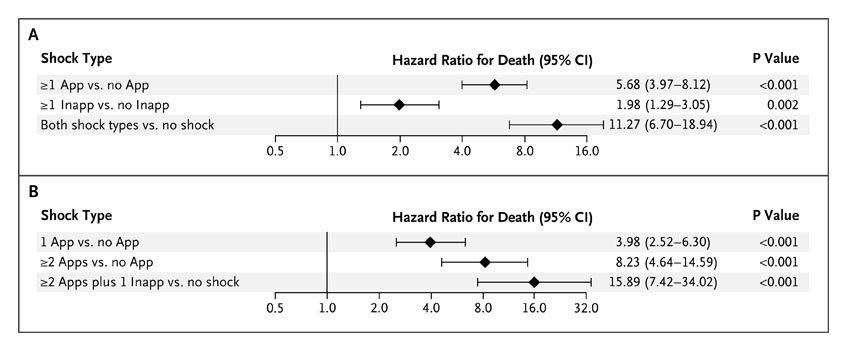 A
Shock Type Hazard Ratio for Death (95% CI) P Value
≥1 App vs. no App 5.68 (3.97–8.12) <0.001
≥1 Inapp vs. no Inapp 1.98 (1.29–3.05) 0.002
Both shock types vs. no shock 11.27 (6.70–18.94) <0.001
0.5 1.0 2.0 4.0 8.0 16.0
B
Shock Type Hazard Ratio for Death (95% CI) P Value
1 App vs. no App 3.98 (2.52–6.30) <0.001
≥2 Apps vs. no App 8.23 (4.64–14.59) <0.001
≥2 Apps plus 1 Inapp vs. no shock 15.89 (7.42–34.02) <0.001
0.5 1.0 2.0 4.0 8.0 16.0 32.0